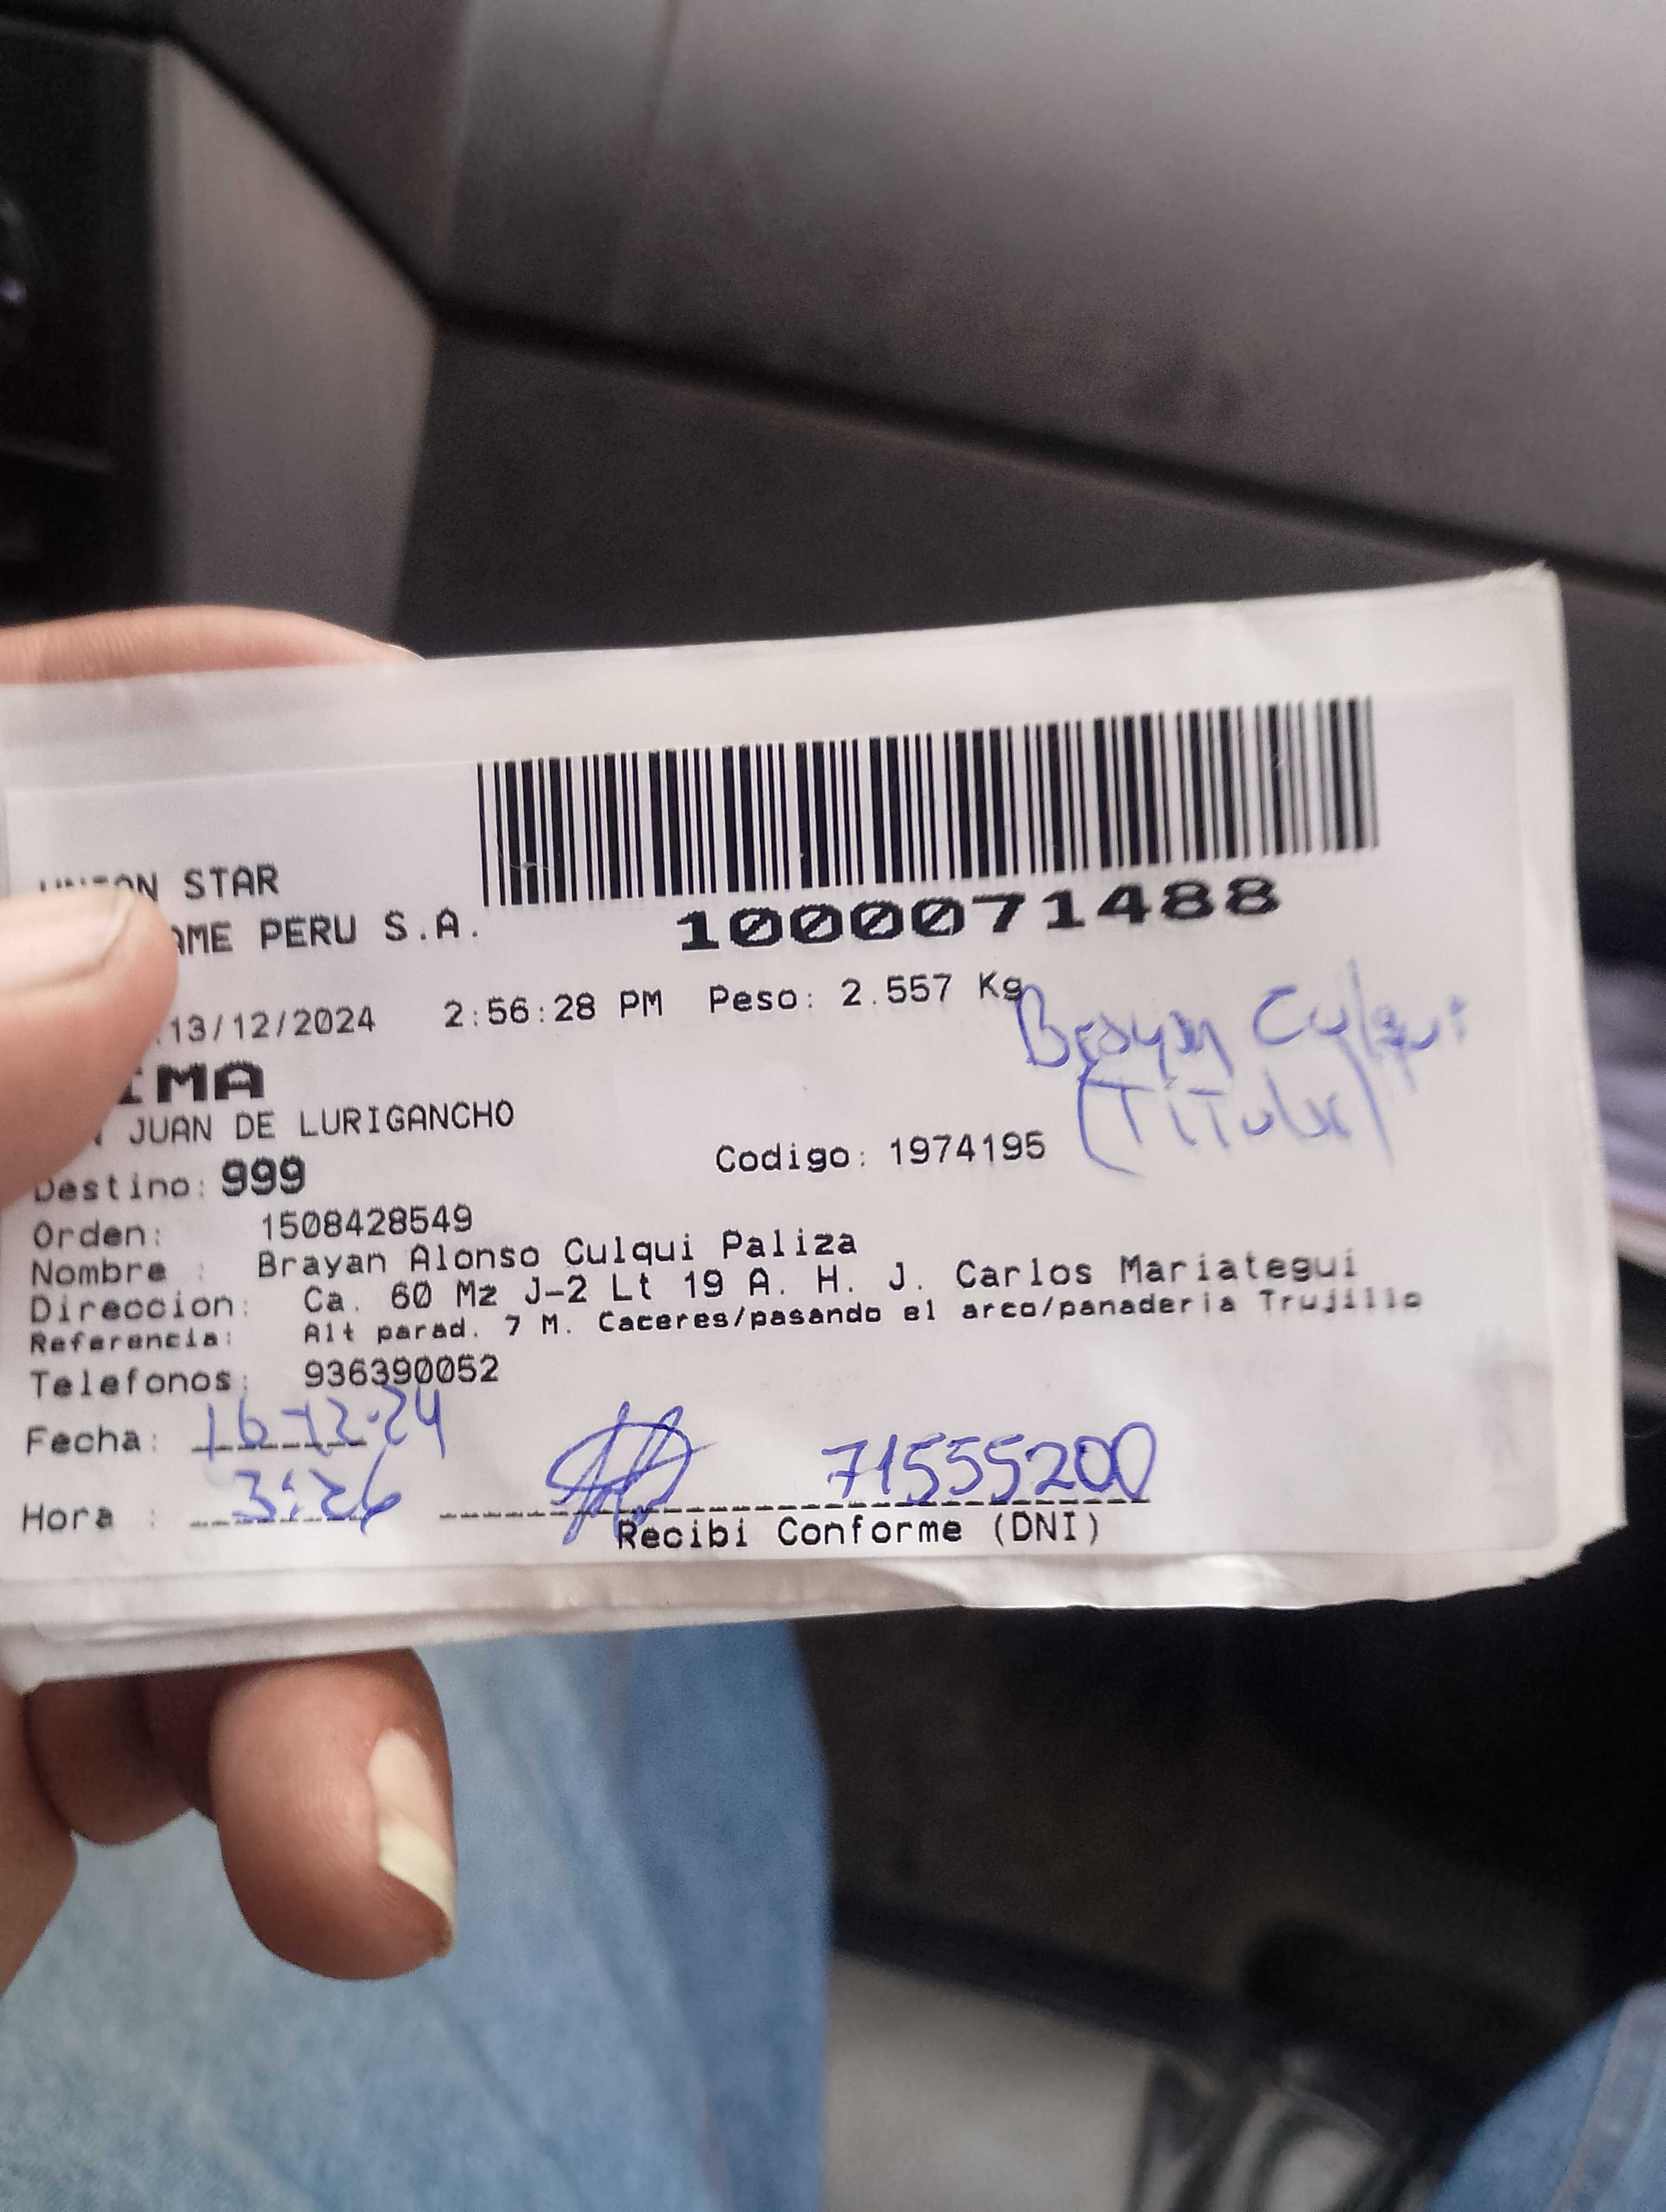 STAR
PERU S.A.
1000071488
13/12/2024 2:56:28 PM Peso: 2.557 Kg
Brayan Culqui
(Titular)
JUAN DE LURIGANCHO
Codigo: 1974195
Destino: 999
Orden: 1508428549
Nombre : Brayan Alonso Culqui Paliza
Direccion: Ca. 60 Mz J-2 Lt 19 A. H. J. Carlos Mariategui
Referencia: Alt parad. 7 M. Caceres/pasando el arco/panaderia Trujillo
Telefonos: 936390052
Fecha: 16-12-24
Hora : 3:26
71555200
Recibi Conforme (DNI)